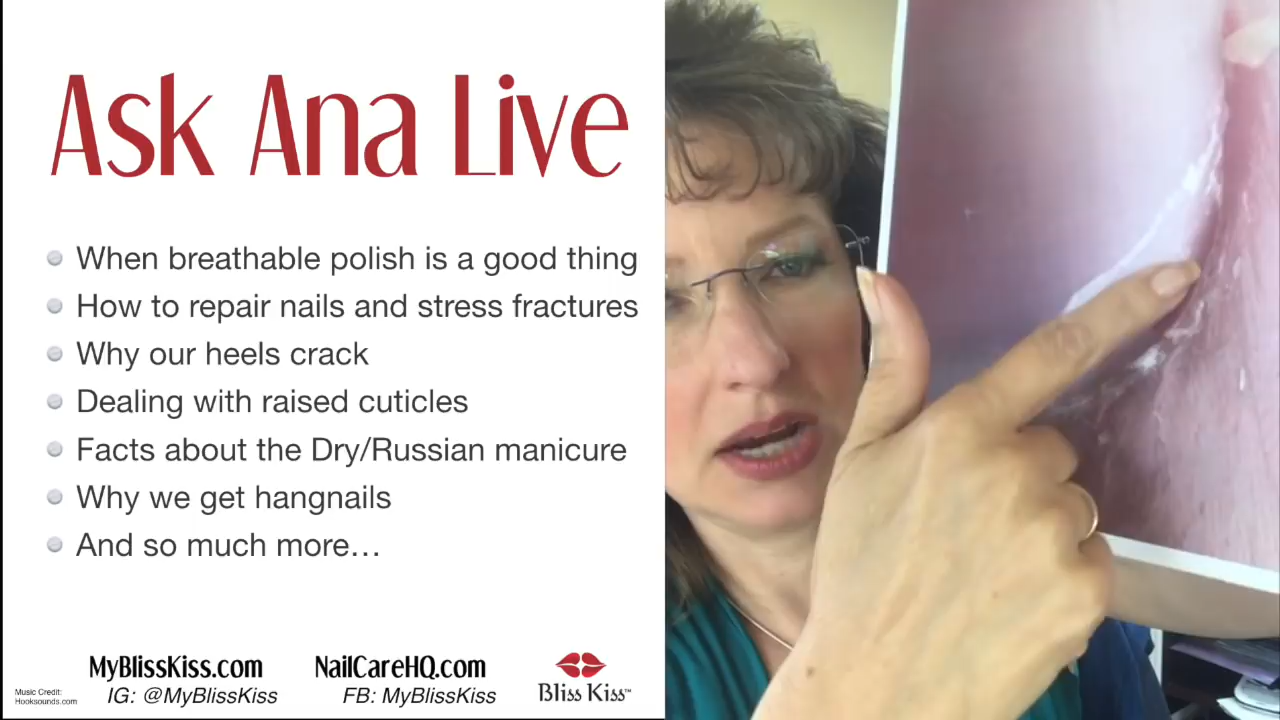 Ask Ana Live
When breathable polish is a good thing
How to repair nails and stress fractures
Why our heels crack
Dealing with raised cuticles
Facts about the Dry/Russian manicure
Why we get hangnails
And so much more…
MyBlissKiss.com
IG: @MyBlissKiss
NailCareHQ.com
FB: MyBlissKiss
Bliss Kiss™
Music Credit:
Hooksounds.com